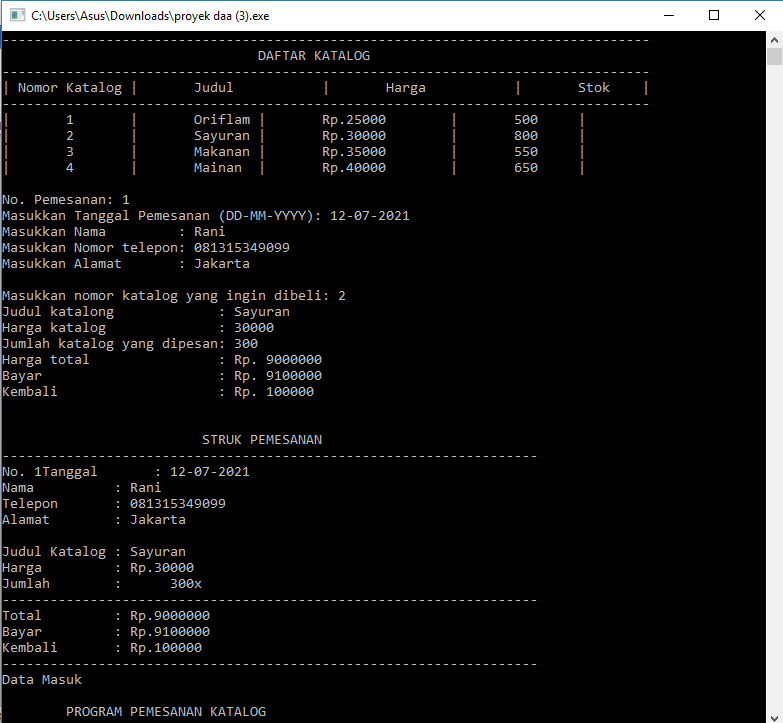 C:\Users\Asus\Downloads\proyek daa (3).exe
---------------------------------------------------------------------------------
DAFTAR KATALOG
---------------------------------------------------------------------------------
| Nomor Katalog |       Judul           |       Harga           |       Stok    |
---------------------------------------------------------------------------------
|       1       |       Oriflam |       Rp.25000        |       500     |
|       2       |       Sayuran |       Rp.30000        |       800     |
|       3       |       Makanan |       Rp.35000        |       550     |
|       4       |       Mainan  |       Rp.40000        |       650     |
No. Pemesanan: 1
Masukkan Tanggal Pemesanan (DD-MM-YYYY): 12-07-2021
Masukkan Nama         : Rani
Masukkan Nomor telepon: 081315349099
Masukkan Alamat       : Jakarta
Masukkan nomor katalog yang ingin dibeli: 2
Judul katalong             : Sayuran
Harga katalog              : 30000
Jumlah katalog yang dipesan: 300
Harga total                : Rp. 9000000
Bayar                      : Rp. 9100000
Kembali                    : Rp. 100000
STRUK PEMESANAN
-------------------------------------------------------------------
No. 1Tanggal       : 12-07-2021
Nama          : Rani
Telepon       : 081315349099
Alamat        : Jakarta
Judul Katalog : Sayuran
Harga         : Rp.30000
Jumlah        :      300x
-------------------------------------------------------------------
Total         : Rp.9000000
Bayar         : Rp.9100000
Kembali       : Rp.100000
-------------------------------------------------------------------
Data Masuk
PROGRAM PEMESANAN KATALOG